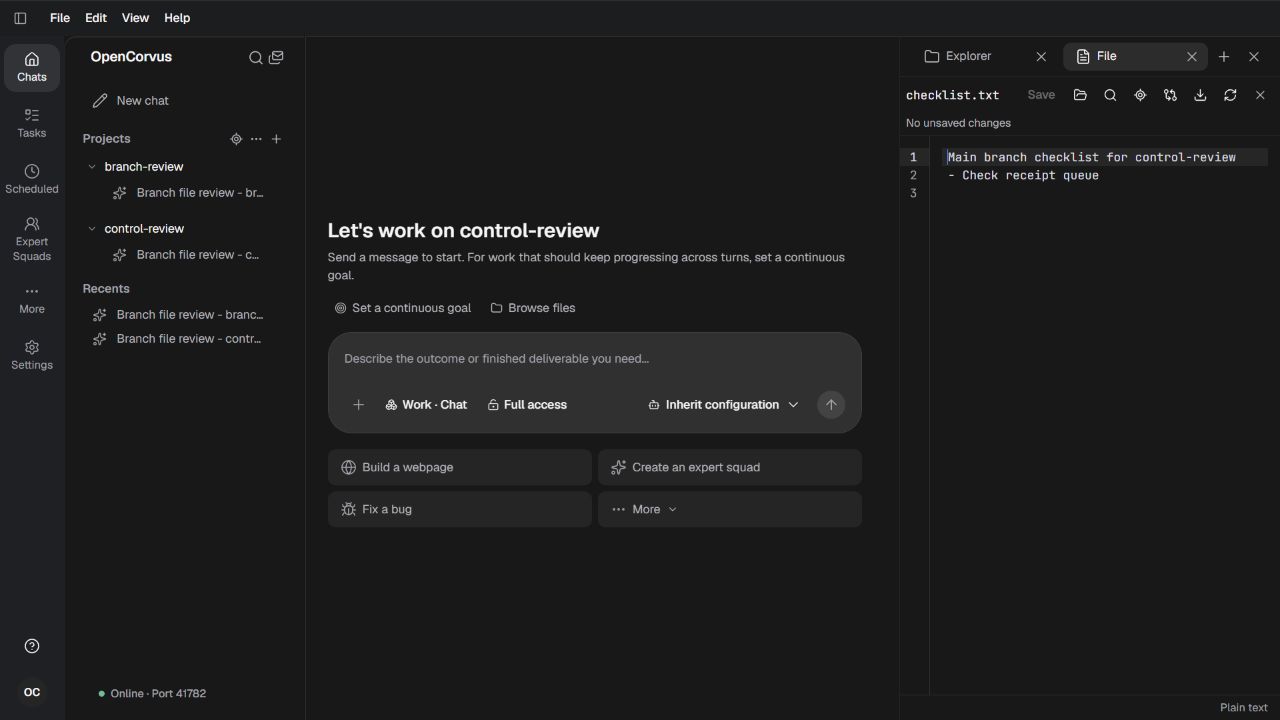 File Edit View Help
Chats
Tasks
Scheduled
Expert
Squads
More
Settings
OC
OpenCorvus
New chat
Projects
branch-review
Branch file review - br...
control-review
Branch file review - c...
Recents
Branch file review - branc...
Branch file review - contr...
Online · Port 41782
Let's work on control-review
Send a message to start. For work that should keep progressing across turns, set a continuous
goal.
Set a continuous goal Browse files
Describe the outcome or finished deliverable you need...
Work · Chat Full access Inherit configuration
Build a webpage Create an expert squad
Fix a bug More
Explorer File
checklist.txt Save
No unsaved changes
1 Main branch checklist for control-review
2 - Check receipt queue
3
Plain text